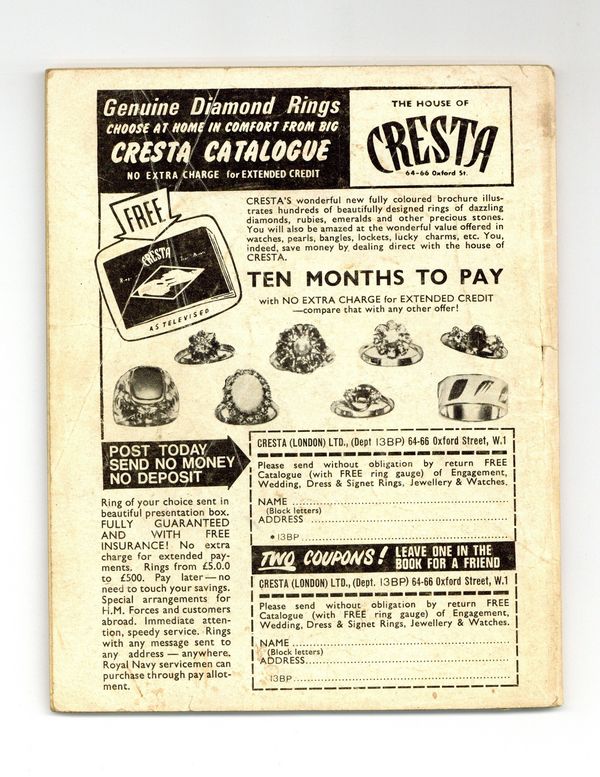 Genuine Diamond Rings
CHOOSE AT HOME IN COMFORT FROM BIG
CRESTA CATALOGUE
NO EXTRA CHARGE for EXTENDED CREDIT
THE HOUSE OF
CRESTA
64-66 Oxford St.
FREE
CRESTA
AS TELEVISED
CRESTA'S wonderful new fully coloured brochure illus-
trates hundreds of beautifully designed rings of dazzling
diamonds, rubies, emeralds and other precious stones.
You will also be amazed at the wonderful value offered in
watches, pearls, bangles, lockets, lucky charms, etc. You,
indeed, save money by dealing direct with the house of
CRESTA.
TEN MONTHS TO PAY
with NO EXTRA CHARGE for EXTENDED CREDIT
—compare that with any other offer!
POST TODAY
SEND NO MONEY
NO DEPOSIT
Ring of your choice sent in
beautiful presentation box.
FULLY GUARANTEED
AND WITH FREE
INSURANCE! No extra
charge for extended pay-
ments. Rings from £5.0.0
to £500. Pay later—no
need to touch your savings.
Special arrangements for
H.M. Forces and customers
abroad. Immediate atten-
tion, speedy service. Rings
with any message sent to
any address — anywhere.
Royal Navy servicemen can
purchase through pay allot-
ment.
CRESTA (LONDON) LTD., (Dept 13BP) 64-66 Oxford Street, W.1
Please send without obligation by return FREE
Catalogue (with FREE ring gauge) of Engagement,
Wedding, Dress & Signet Rings, Jewellery & Watches.
NAME
(Block letters)
ADDRESS
* 13BP
TWO COUPONS! LEAVE ONE IN THE
BOOK FOR A FRIEND
CRESTA (LONDON) LTD., (Dept. 13BP) 64-66 Oxford Street, W.1
Please send without obligation by return FREE
Catalogue (with FREE ring gauge) of Engagement,
Wedding, Dress & Signet Rings, Jewellery & Watches.
NAME
(Block letters)
ADDRESS
13BP